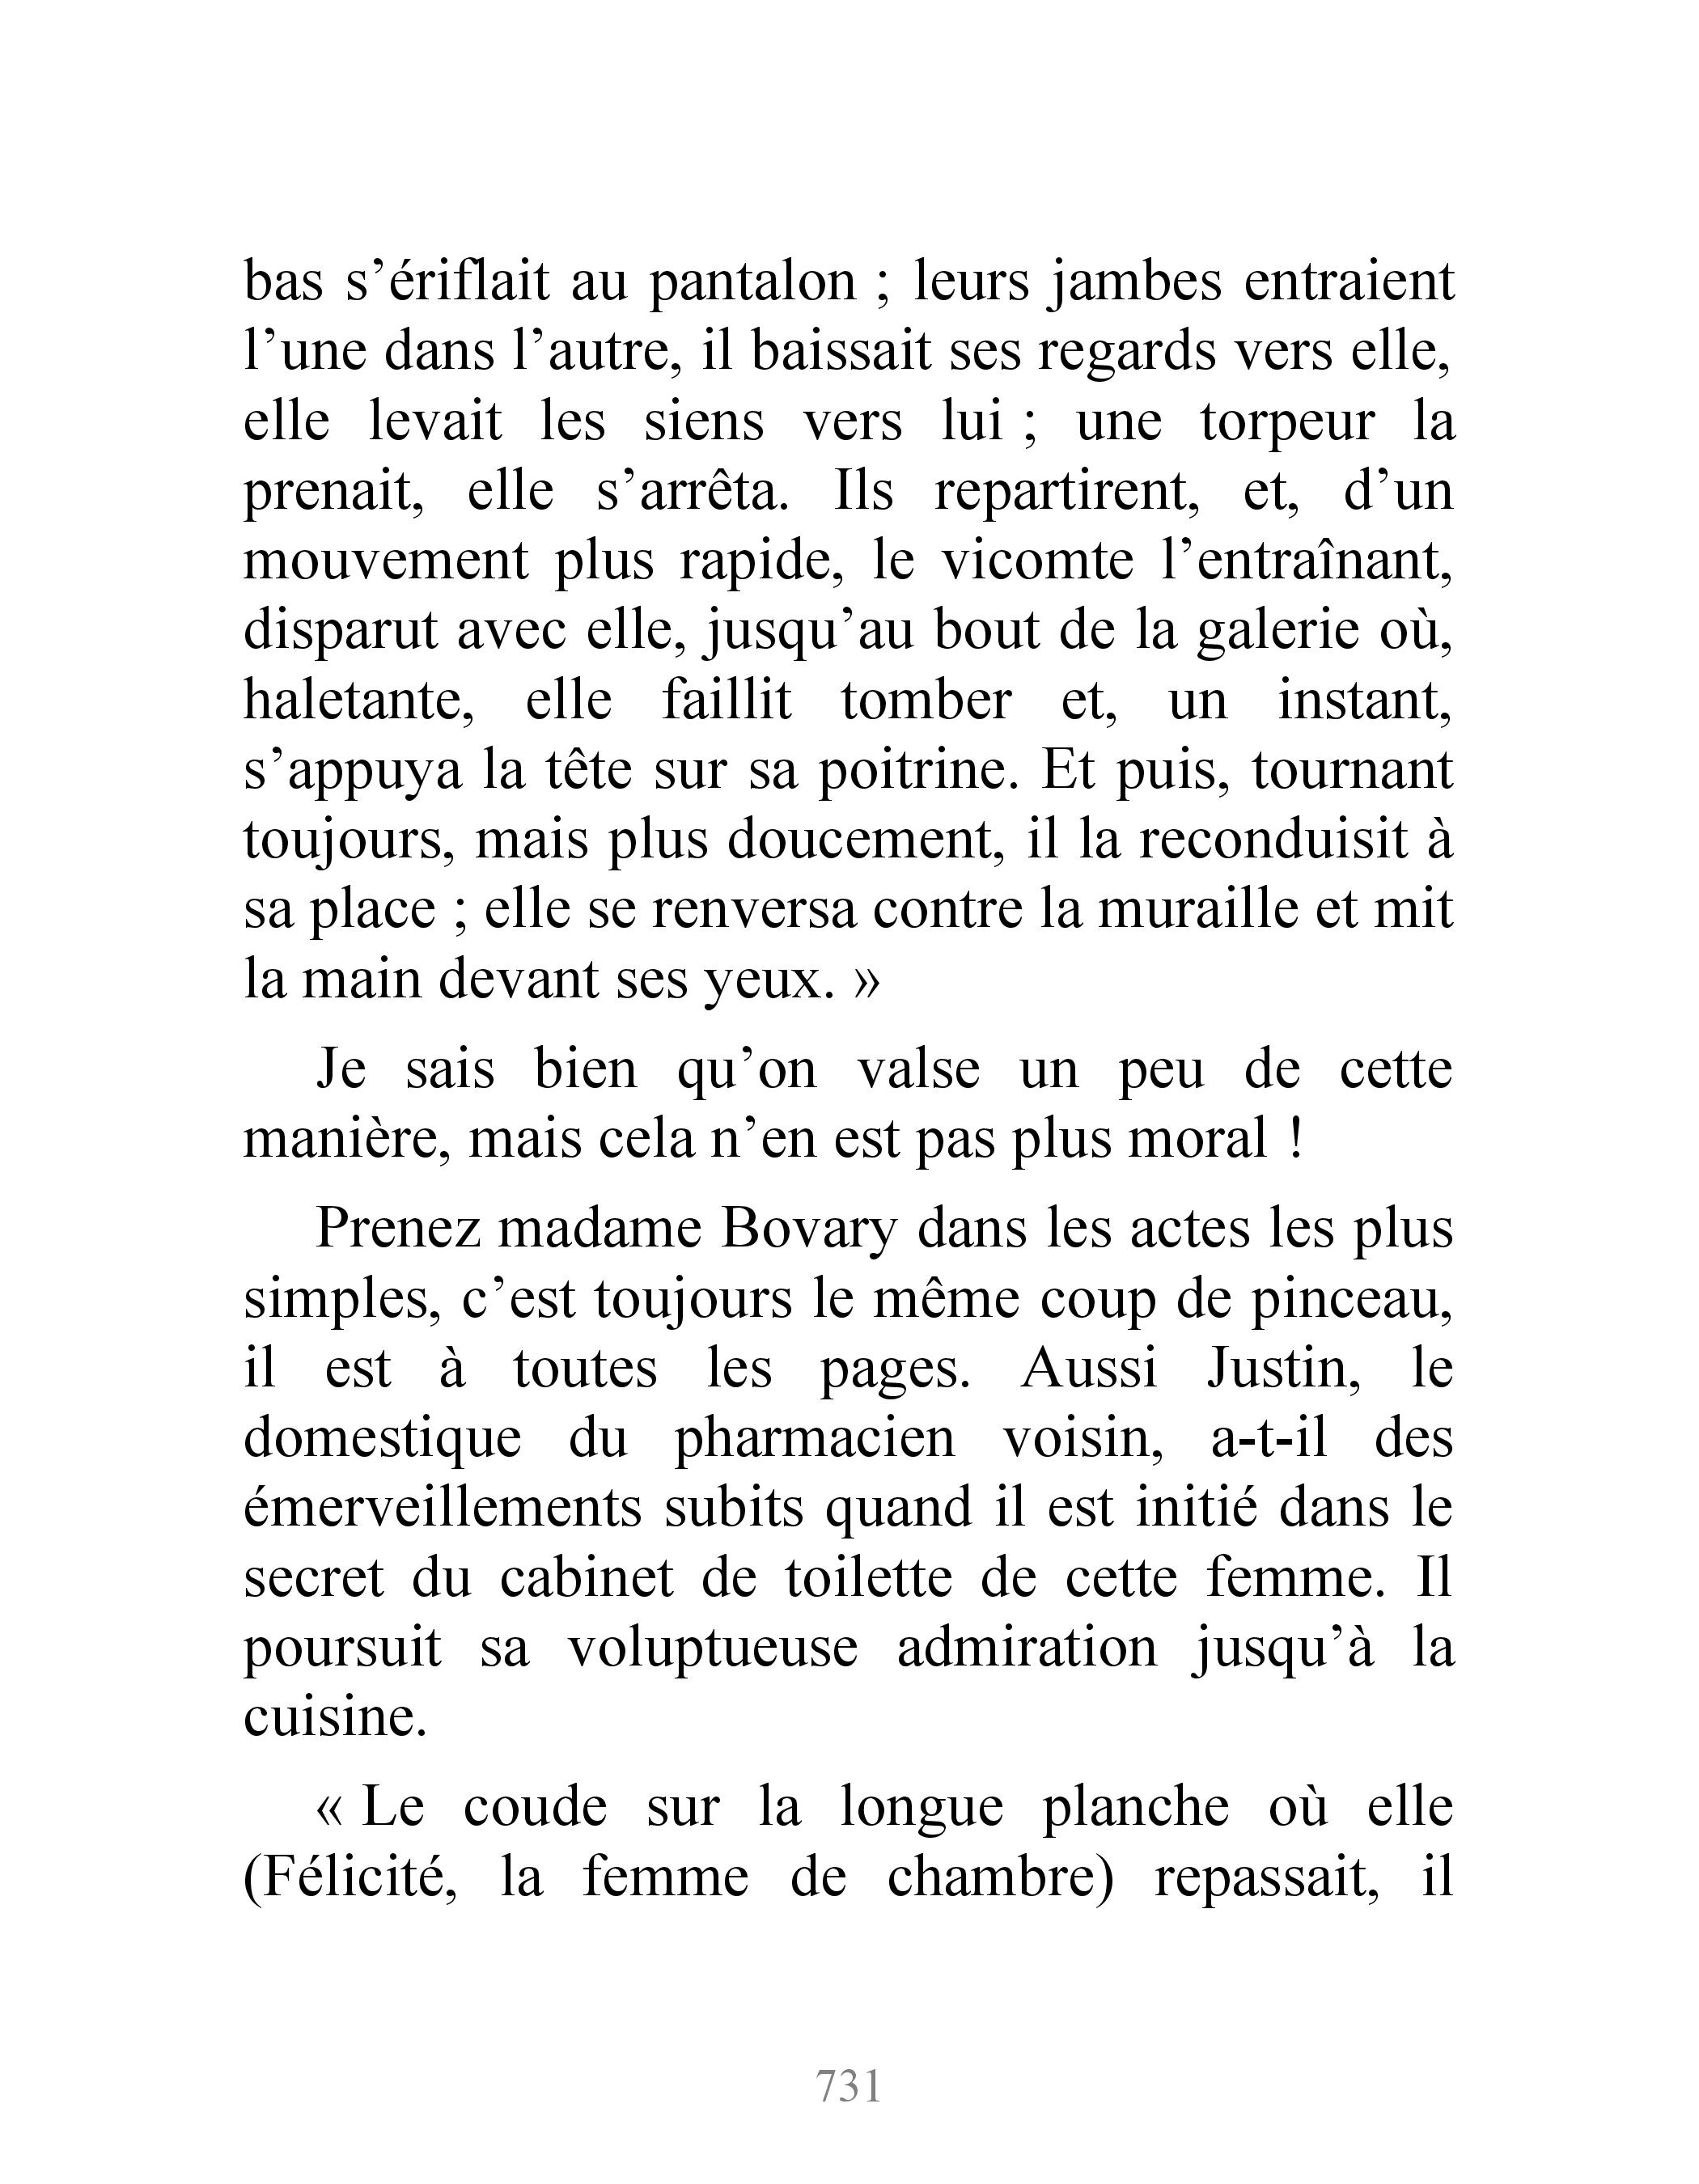 bas s’ériflait au pantalon ; leurs jambes entraient
l’une dans l’autre, il baissait ses regards vers elle,
elle levait les siens vers lui ; une torpeur la
prenait, elle s’arrêta. Ils repartirent, et, d’un
mouvement plus rapide, le vicomte l’entraînant,
disparut avec elle, jusqu’au bout de la galerie où,
haletante, elle faillit tomber et, un instant,
s’appuya la tête sur sa poitrine. Et puis, tournant
toujours, mais plus doucement, il la reconduisit à
sa place ; elle se renversa contre la muraille et mit
la main devant ses yeux. »
Je sais bien qu’on valse un peu de cette
manière, mais cela n’en est pas plus moral !
Prenez madame Bovary dans les actes les plus
simples, c’est toujours le même coup de pinceau,
il est à toutes les pages. Aussi Justin, le
domestique du pharmacien voisin, a-t-il des
émerveillements subits quand il est initié dans le
secret du cabinet de toilette de cette femme. Il
poursuit sa voluptueuse admiration jusqu’à la
cuisine.
« Le coude sur la longue planche où elle
(Félicité, la femme de chambre) repassait, il
731